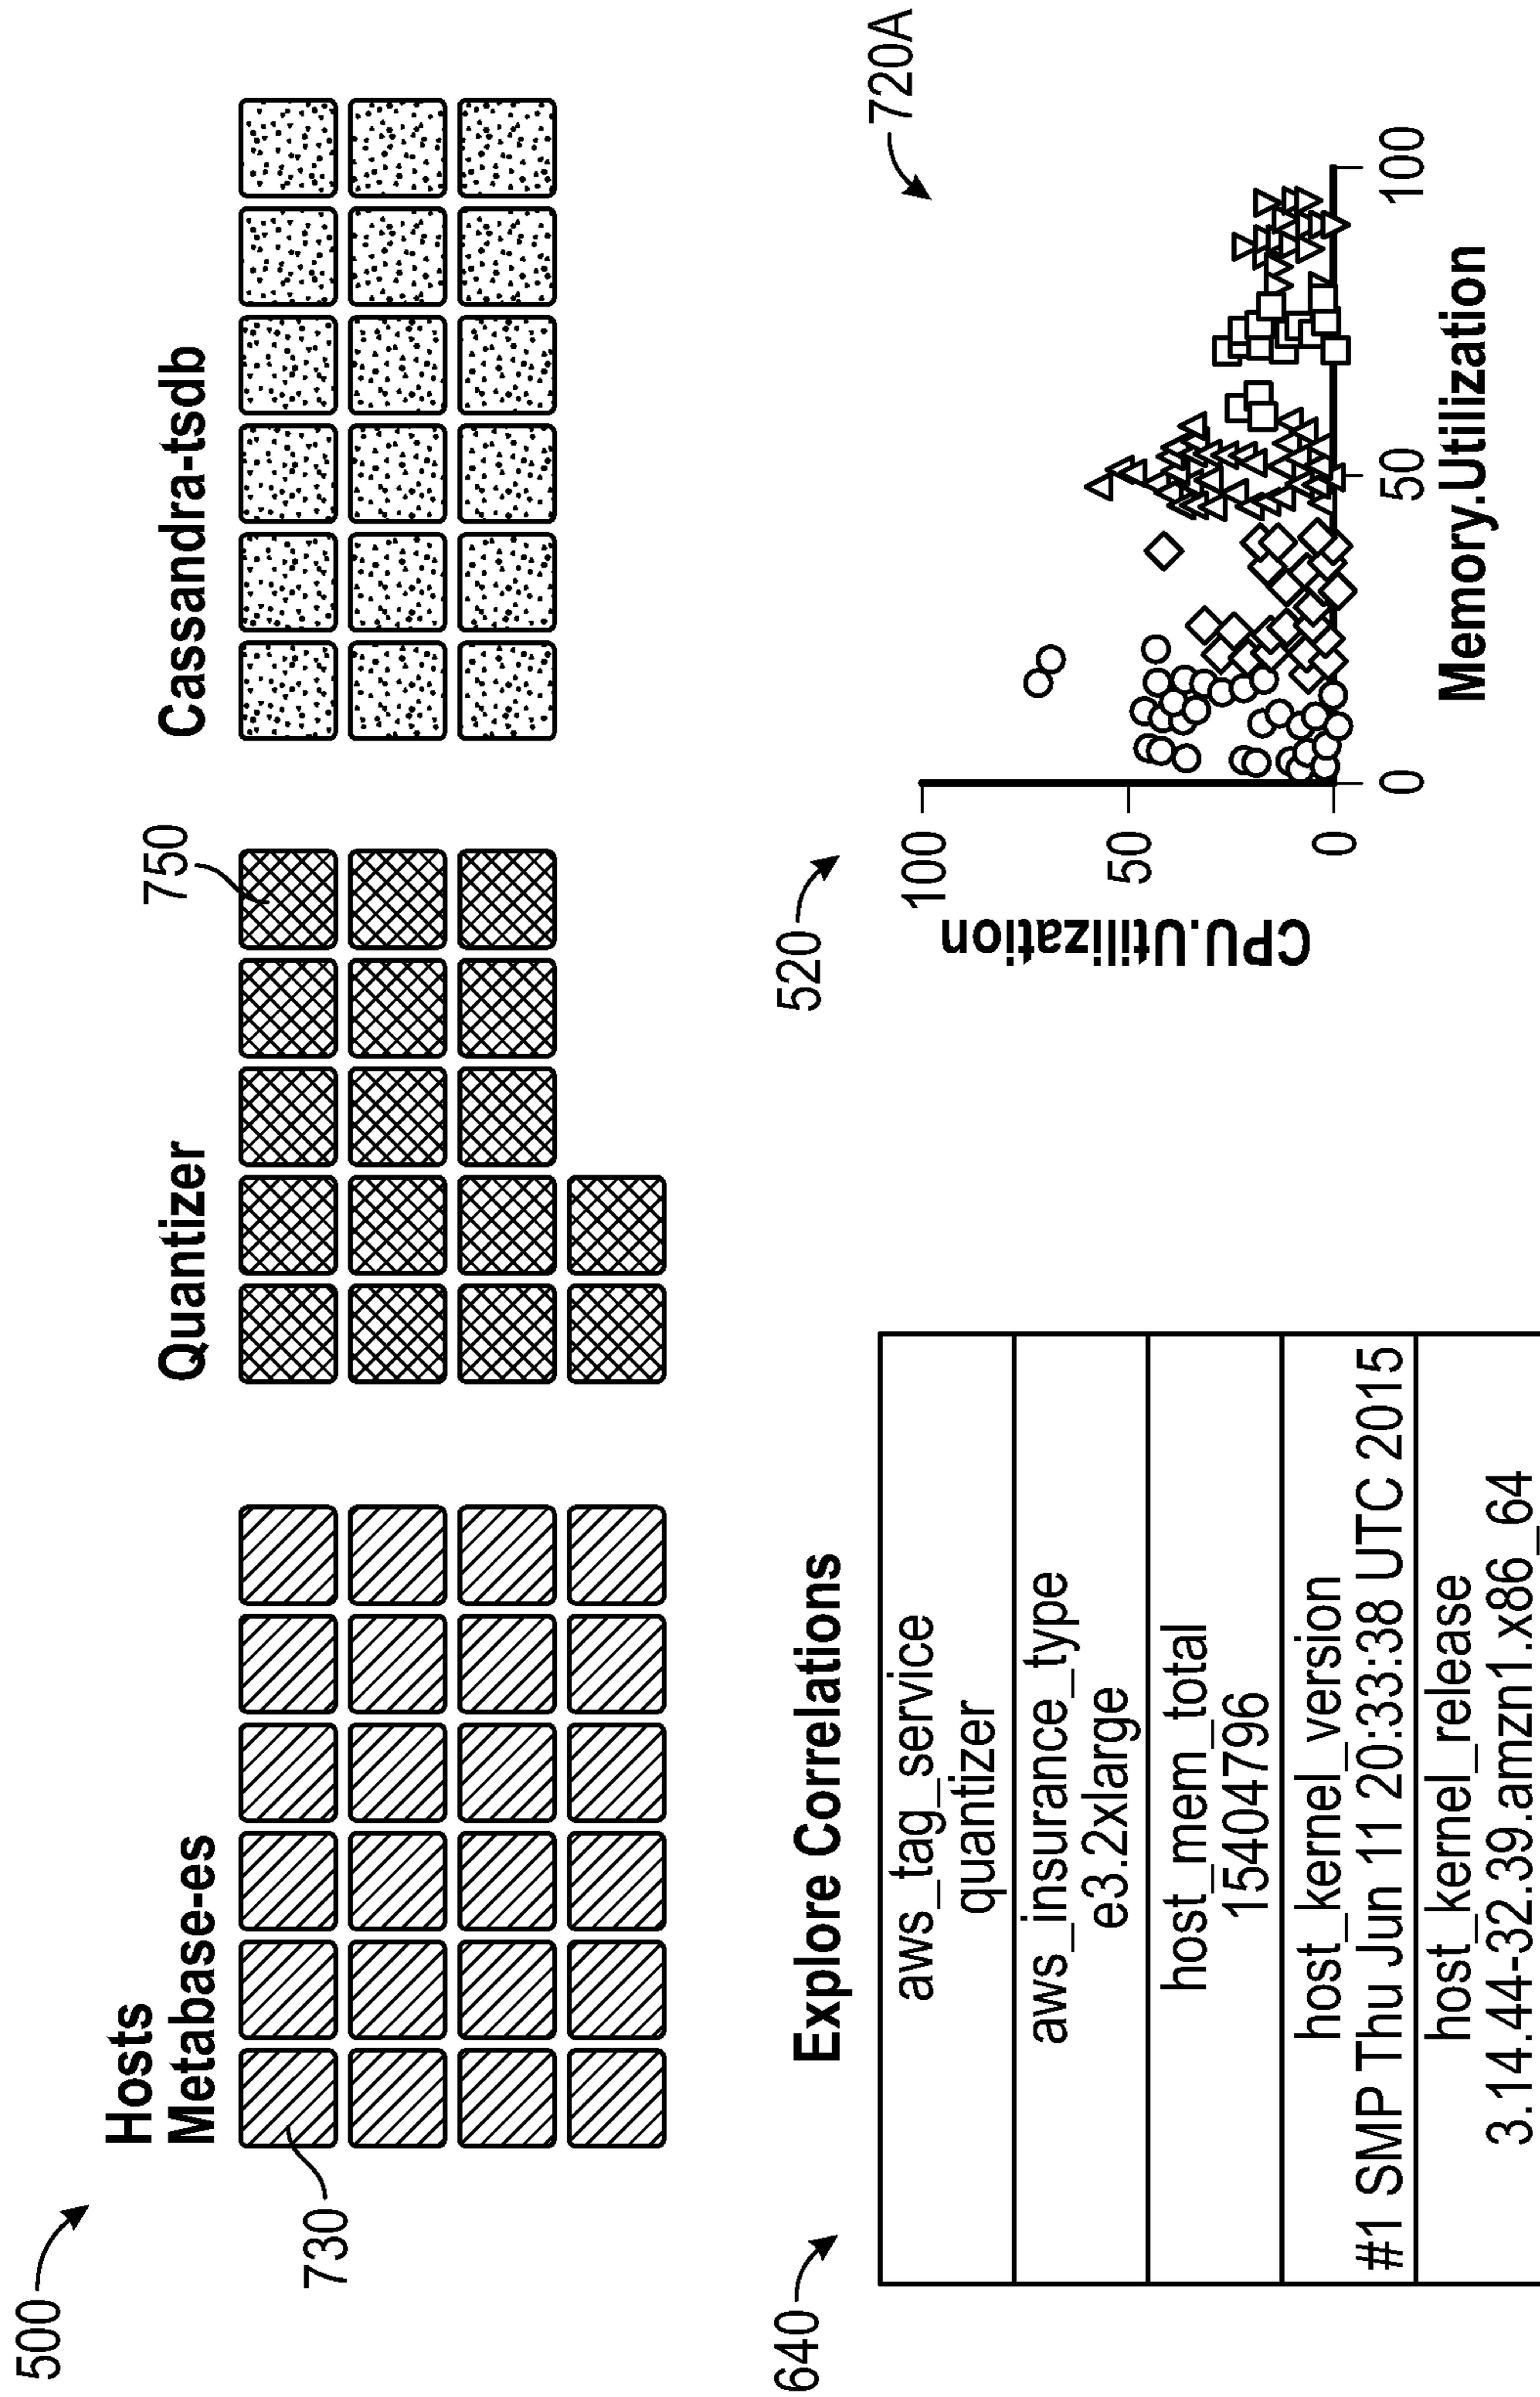 500
Hosts
Metabase-es
Quantizer
Cassandra-tsdb
750
730
640
Explore Correlations
aws_tag_service
quantizer
aws_insurance_type
e3.2xlarge
host_mem_total
15404796
host_kernel_version
#1 SMP Thu Jun 11 20:33:38 UTC 2015
host_kernel_release
3.14.44-32.39.amzn1.x86_64
520
720A
CPU.Utilization
100
50
0
0
50
100
Memory.Utilization